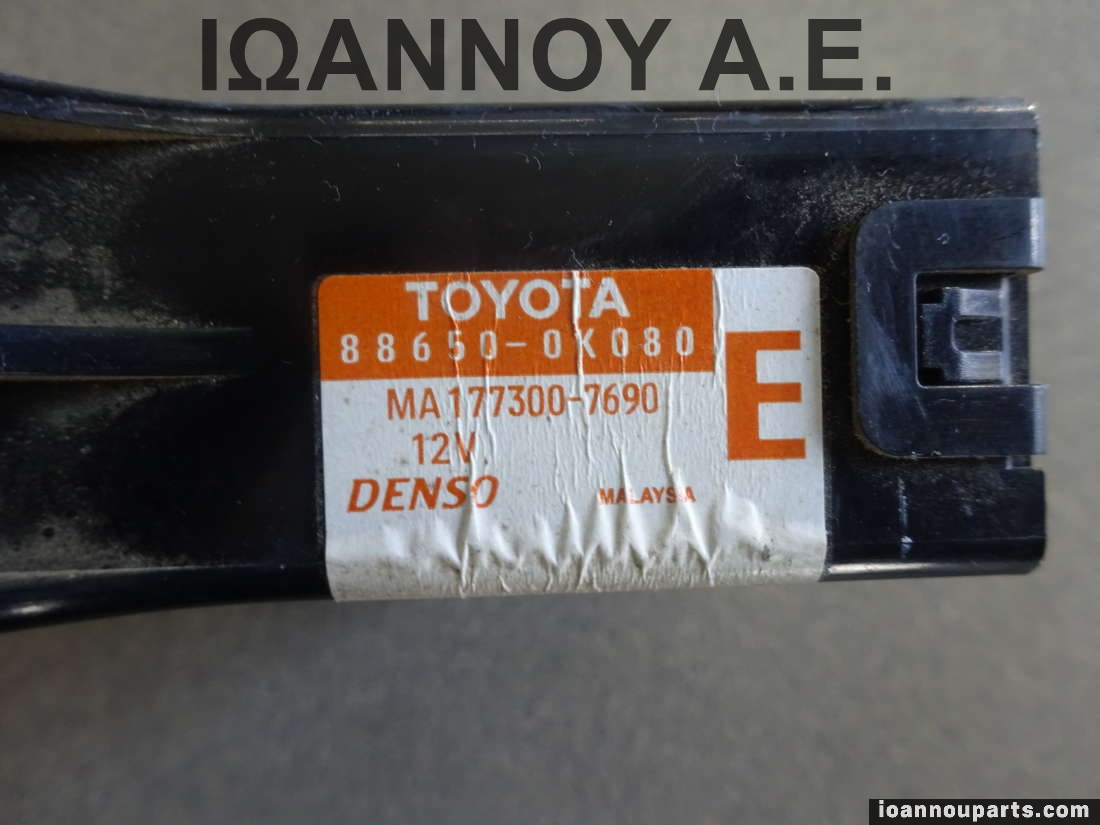 ΙΩΑΝΝΟΥ Α.Ε.
TOYOTA
88650-0K080
E
MA177300-7690
12V
DENSO
MALAYSIA
ioannouparts.com